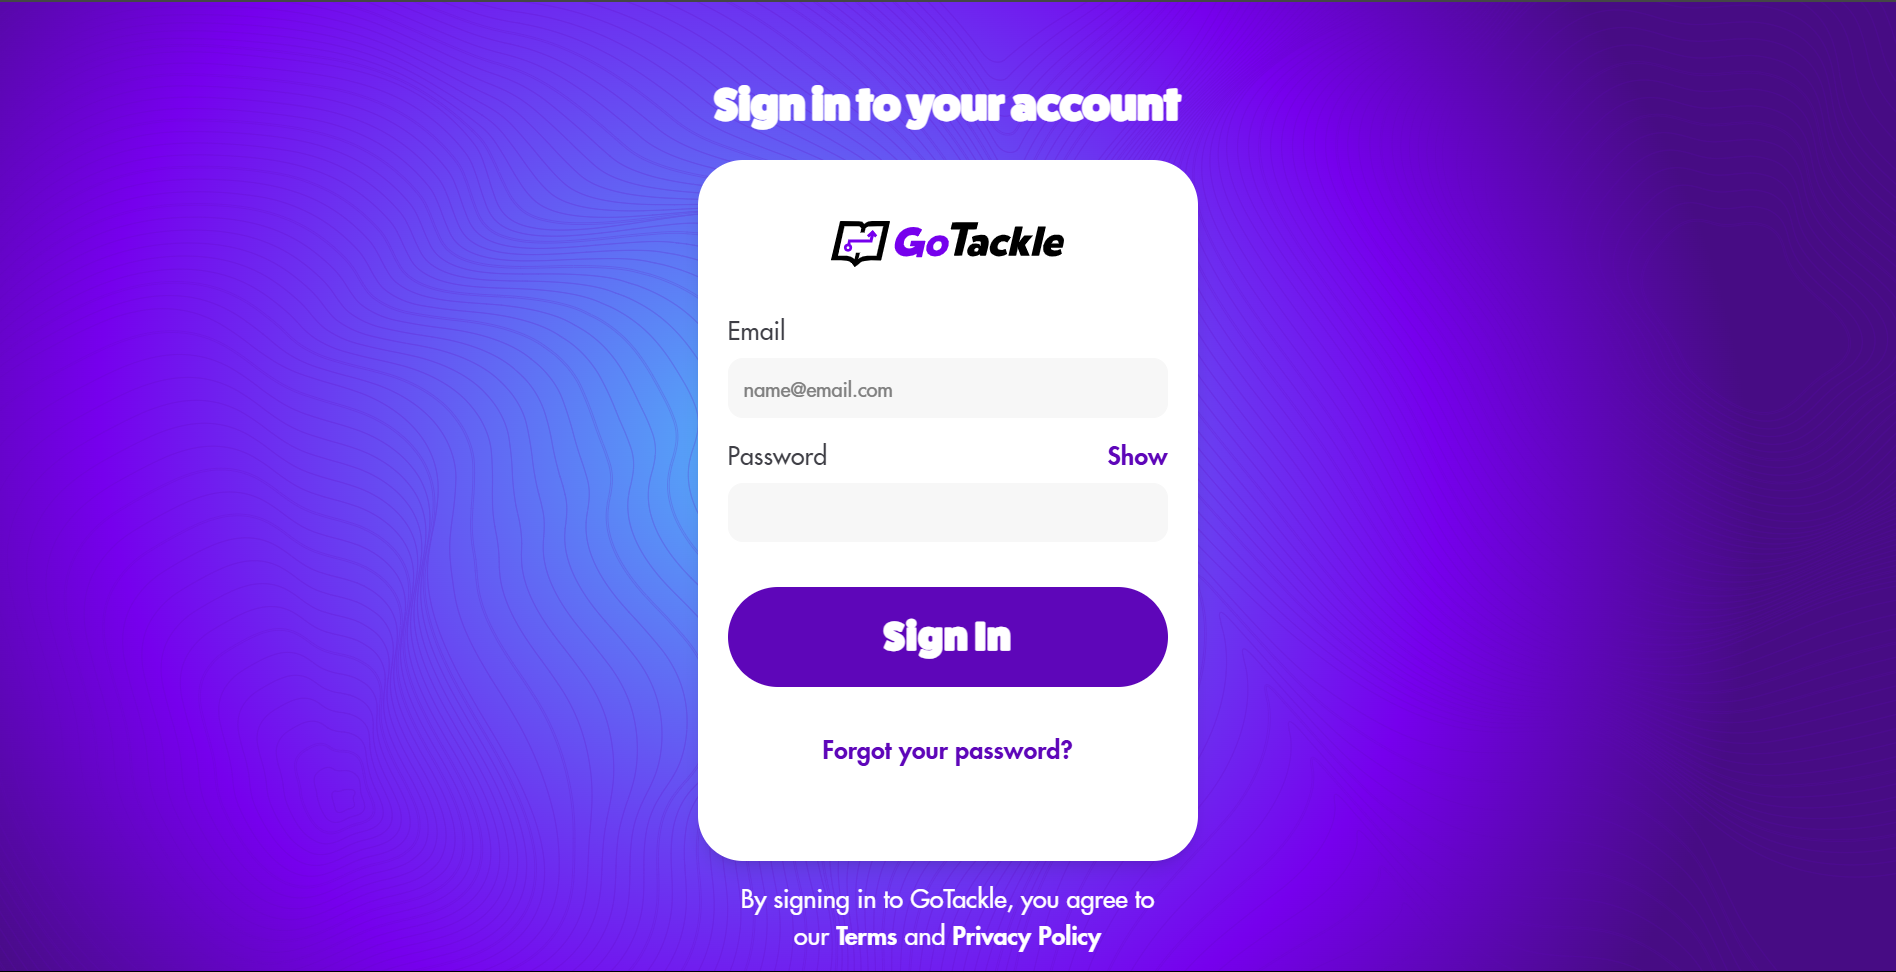 Sign in to your account
GoTackle
Email
name@email.com
Password
Show
Sign In
Forgot your password?
By signing in to GoTackle, you agree to
our Terms and Privacy Policy